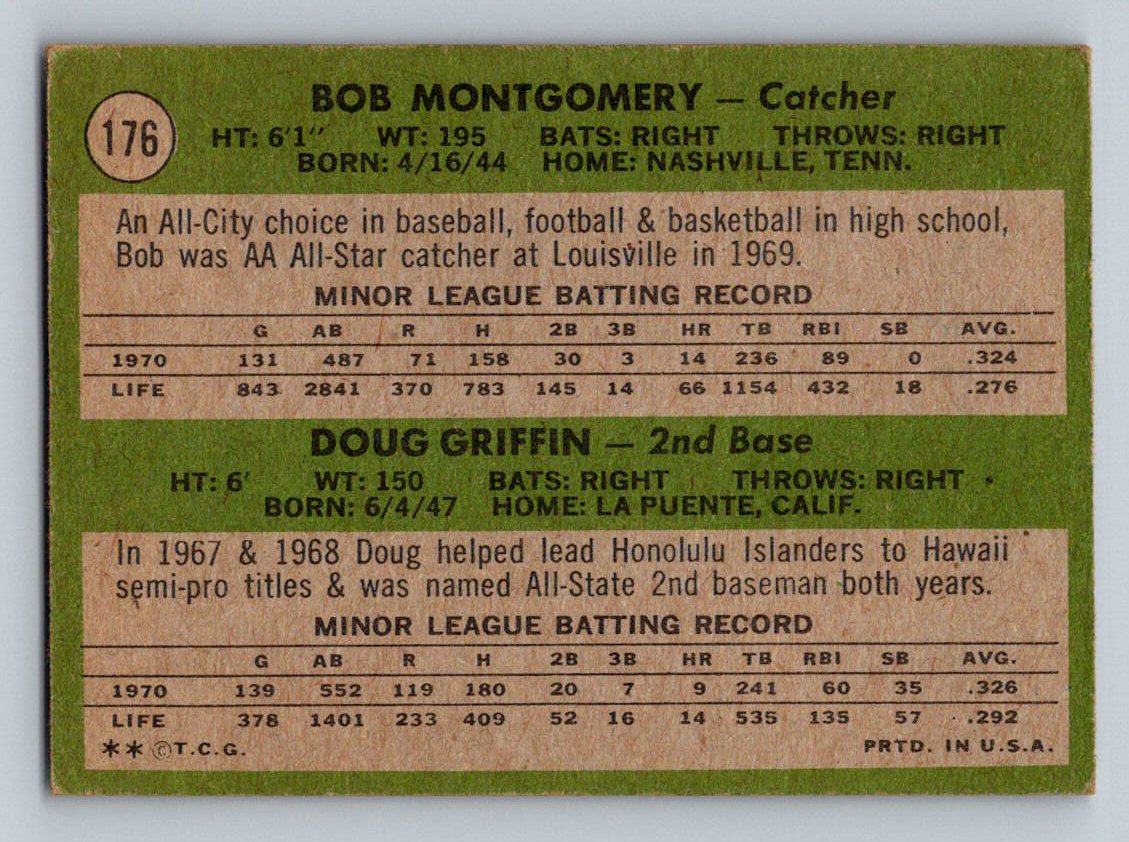 176
BOB MONTGOMERY — Catcher
HT: 6'1" WT: 195 BATS: RIGHT THROWS: RIGHT
BORN: 4/16/44 HOME: NASHVILLE, TENN.
An All-City choice in baseball, football & basketball in high school,
Bob was AA All-Star catcher at Louisville in 1969.
MINOR LEAGUE BATTING RECORD
G AB R H 2B 3B HR TB RBI SB AVG.
1970 131 487 71 158 30 3 14 236 89 0 .324
LIFE 843 2841 370 783 145 14 66 1154 432 18 .276
DOUG GRIFFIN — 2nd Base
HT: 6' WT: 150 BATS: RIGHT THROWS: RIGHT
BORN: 6/4/47 HOME: LA PUENTE, CALIF.
In 1967 & 1968 Doug helped lead Honolulu Islanders to Hawaii
semi-pro titles & was named All-State 2nd baseman both years.
MINOR LEAGUE BATTING RECORD
G AB R H 2B 3B HR TB RBI SB AVG.
1970 139 552 119 180 20 7 9 241 60 35 .326
LIFE 378 1401 233 409 52 16 14 535 135 57 .292
** ©T.C.G. PRTD. IN U.S.A.